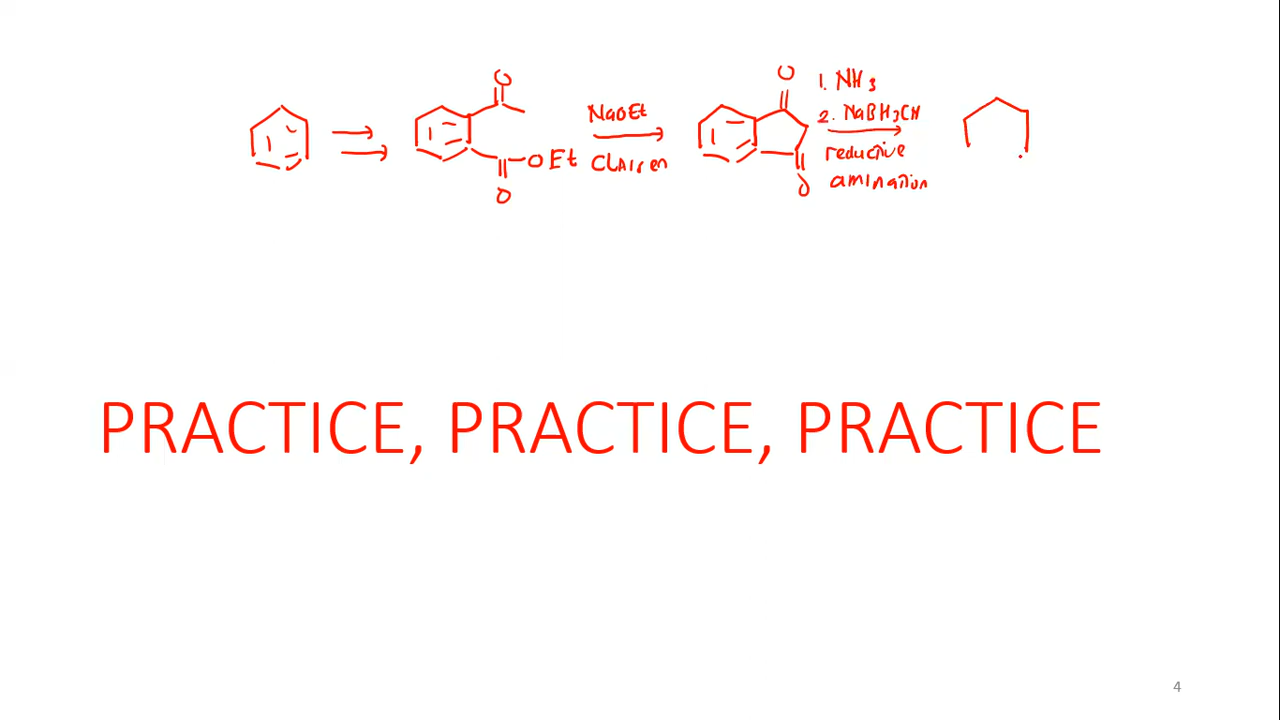 O
O
OEt
NaOEt
Claisen
O
O
1. NH3
2. NaBH3CN
reductive
amination
PRACTICE, PRACTICE, PRACTICE
4